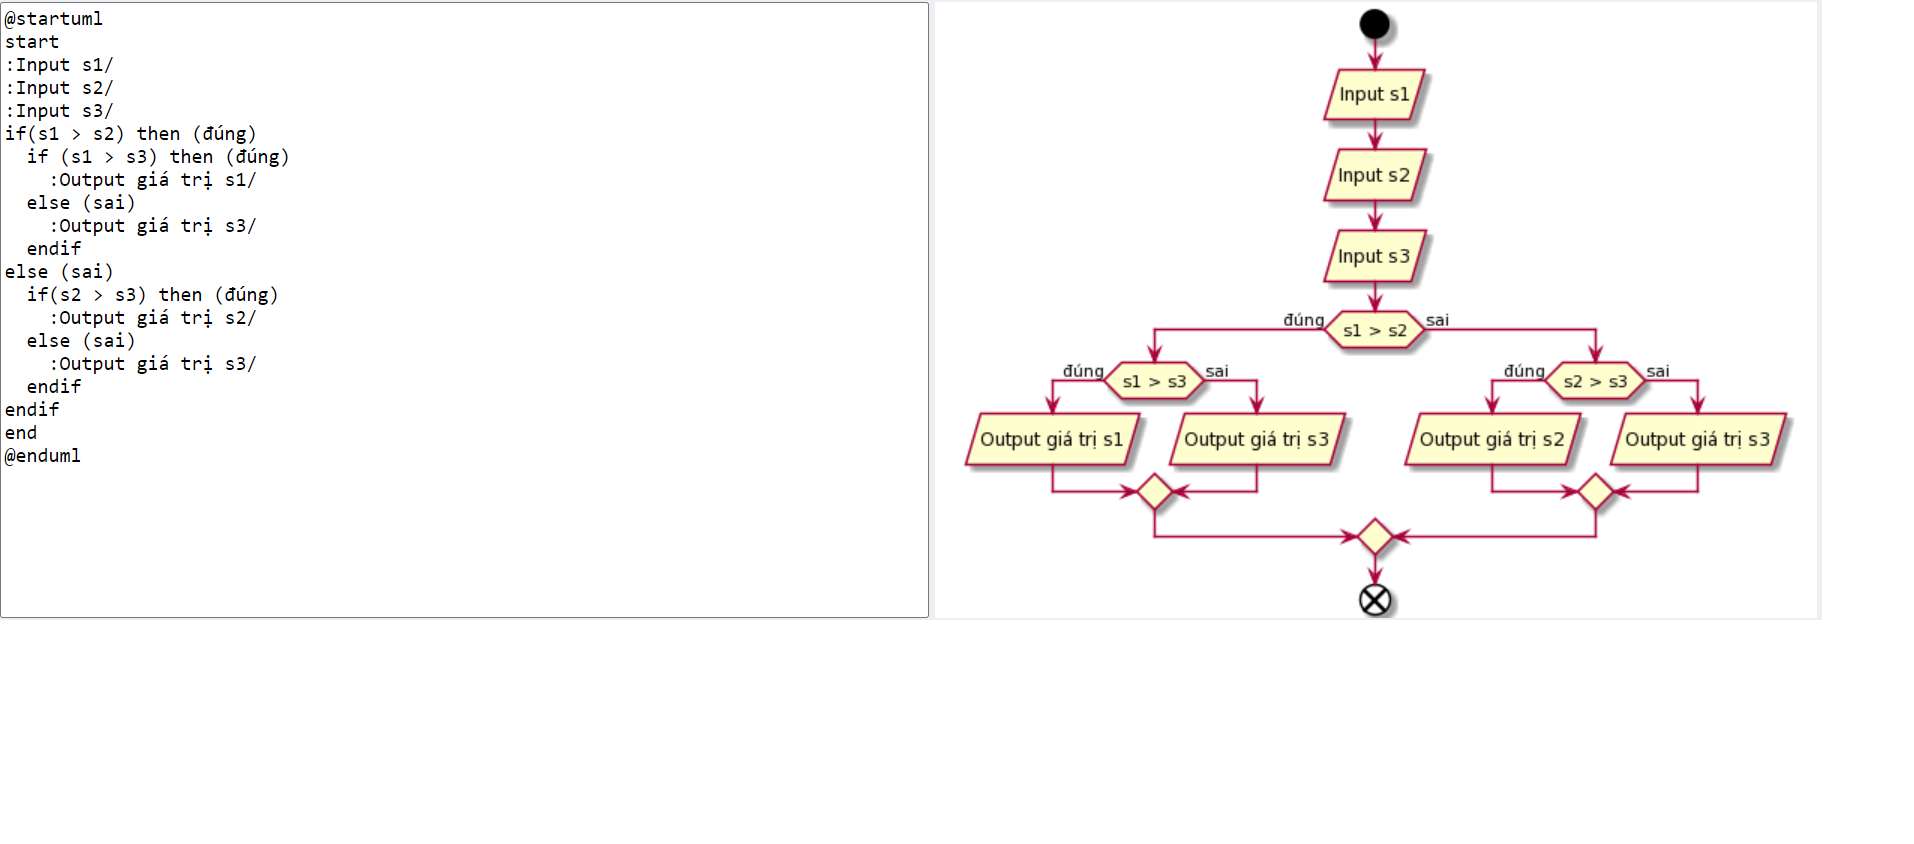 @startuml
start
:Input s1/
:Input s2/
:Input s3/
if(s1 > s2) then (đúng)
  if (s1 > s3) then (đúng)
    :Output giá trị s1/
  else (sai)
    :Output giá trị s3/
  endif
else (sai)
  if(s2 > s3) then (đúng)
    :Output giá trị s2/
  else (sai)
    :Output giá trị s3/
  endif
endif
end
@enduml
Input s1
Input s2
Input s3
đúng s1 > s2 sai
đúng s1 > s3 sai đúng s2 > s3 sai
Output giá trị s1 Output giá trị s3 Output giá trị s2 Output giá trị s3